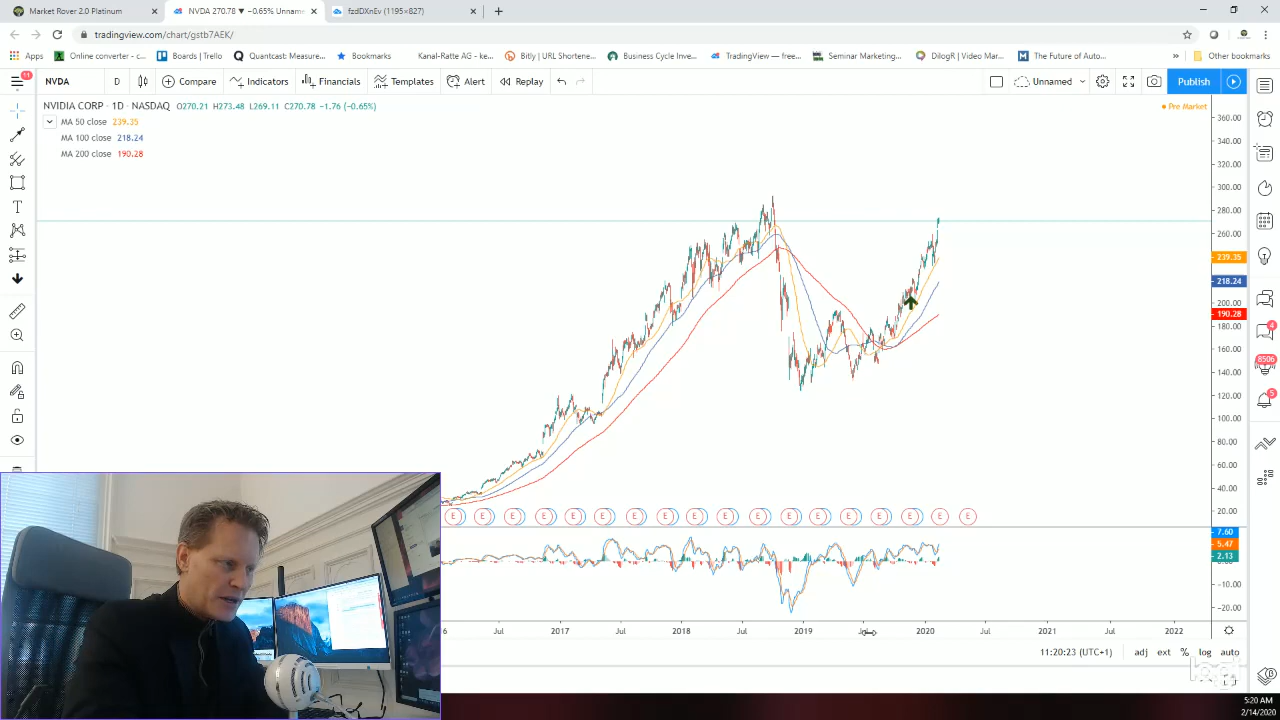 Market Rover 2.0 Platinum
NVDA 270.78 ▼ −0.65% Unnam
fzdDXnEv (1195×827)
tradingview.com/chart/gstb7AEK/
Apps
Online converter - c...
Boards | Trello
Quantcast: Measur...
Bookmarks
Kanal-Ratte AG - ke...
Bitly | URL Shortene...
Business Cycle Inve...
TradingView – free...
Seminar Marketing...
DilogR | Video Mar...
The Future of Auto...
»
Other bookmarks
11
NVDA
D
Compare
Indicators
Financials
Templates
Alert
Replay
Unnamed
Publish
NVIDIA CORP · 1D · NASDAQ O270.21 H273.48 L269.11 C270.78 −1.76 (−0.65%)
Pre Market
MA 50 close 239.35
MA 100 close 218.24
MA 200 close 190.28
360.00
340.00
320.00
300.00
280.00
260.00
239.35
218.24
200.00
190.28
180.00
160.00
140.00
120.00
100.00
80.00
60.00
40.00
20.00
4
8506
5
E E E E E E E E E E E E E E E E E E
7.60
5.47
2.13
−10.00
−20.00
Jul
2017
Jul
2018
Jul
2019
2020
Jul
2021
Jul
2022
11:20:23 (UTC+1)
adj
ext
%
log
auto
5:20 AM
2/14/2020